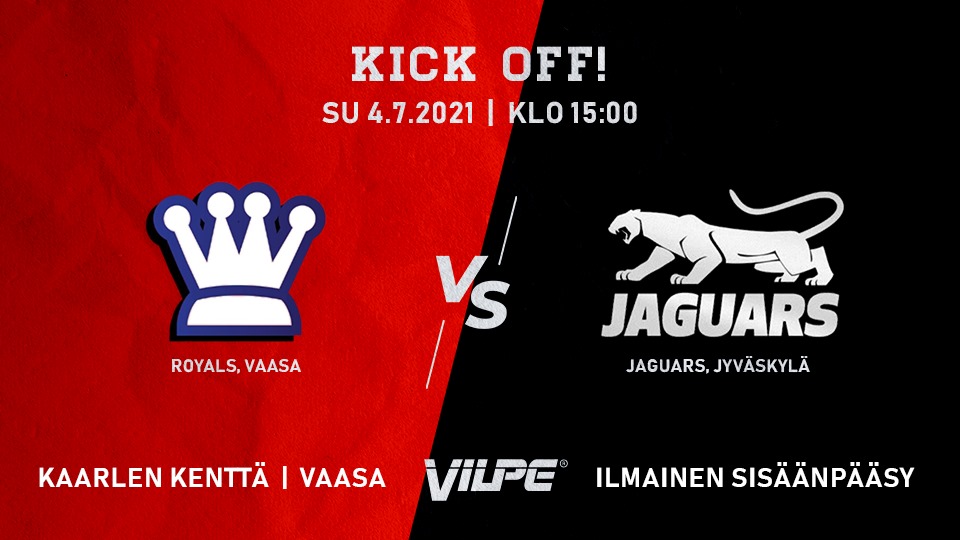 KICK OFF!
SU 4.7.2021 | KLO 15:00
VS
JAGUARS
ROYALS, VAASA
JAGUARS, JYVÄSKYLÄ
KAARLEN KENTTÄ | VAASA
VILPE®
ILMAINEN SISÄÄNPÄÄSY